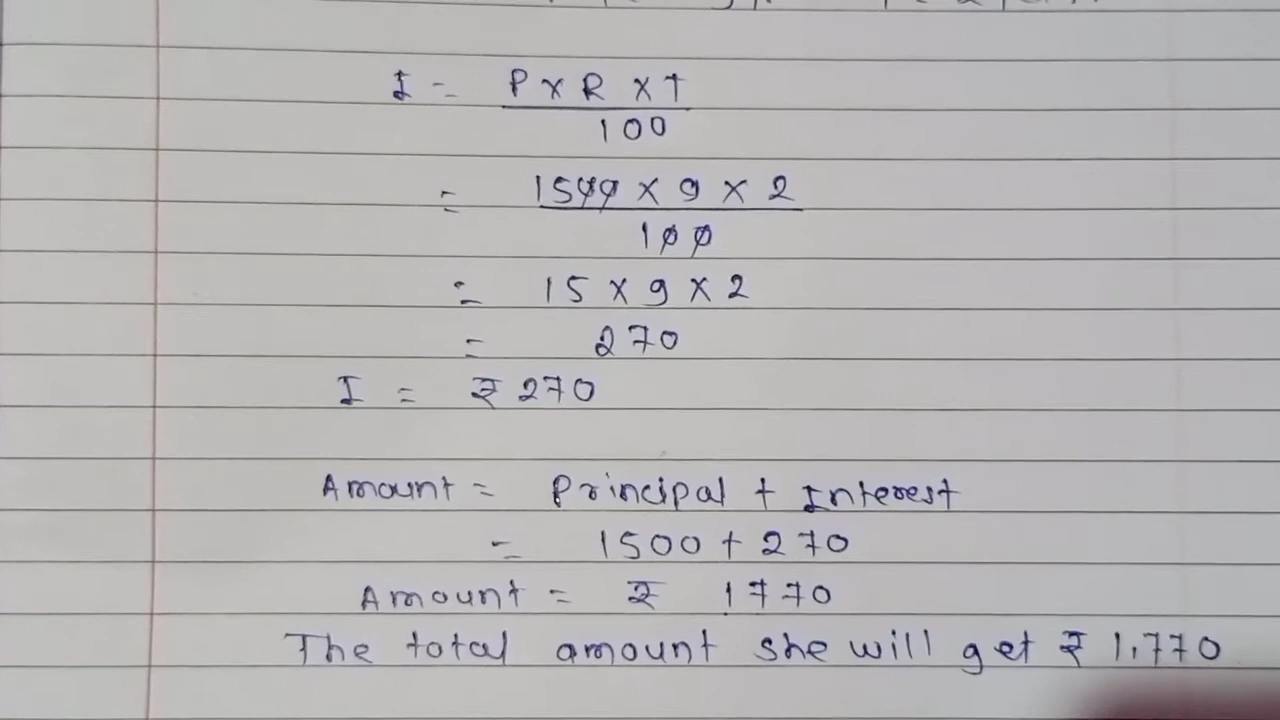 I = P x R x T
100
= 1500 x 9 x 2
100
= 15 x 9 x 2
= 270
I = ₹ 270
Amount = Principal + Interest
= 1500 + 270
Amount = ₹ 1770
The total amount she will get ₹ 1,770